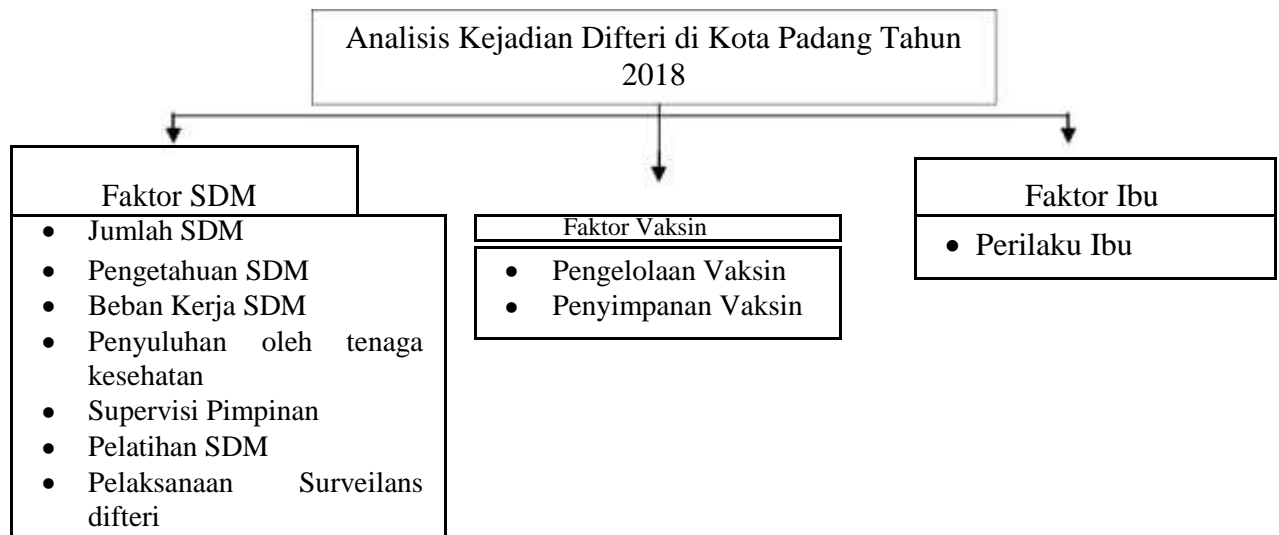 Analisis Kejadian Difteri di Kota Padang Tahun
2018
Faktor SDM
• Jumlah SDM
• Pengetahuan SDM
• Beban Kerja SDM
• Penyuluhan oleh tenaga
kesehatan
• Supervisi Pimpinan
• Pelatihan SDM
• Pelaksanaan Surveilans
difteri
Faktor Vaksin
• Pengelolaan Vaksin
• Penyimpanan Vaksin
Faktor Ibu
• Perilaku Ibu